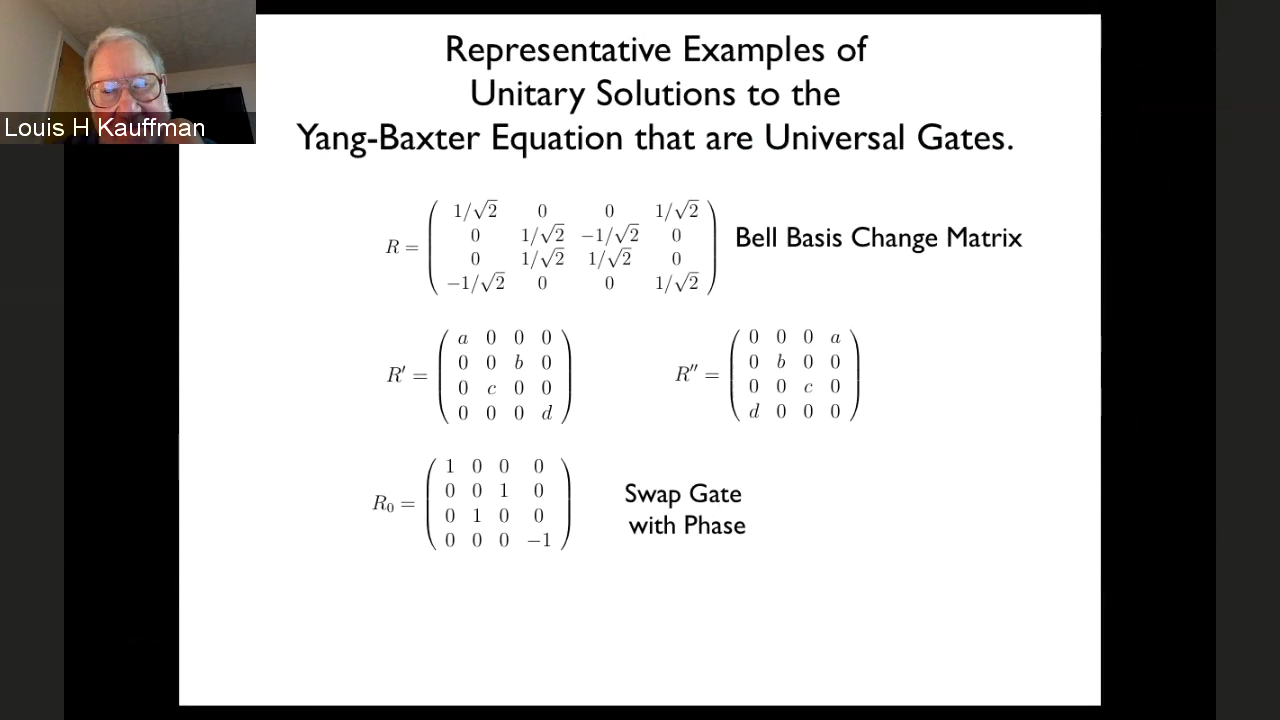 Louis H Kauffman
Representative Examples of
Unitary Solutions to the
Yang-Baxter Equation that are Universal Gates.
R =
1/√2 0 0 1/√2
0 1/√2 −1/√2 0
0 1/√2 1/√2 0
−1/√2 0 0 1/√2
Bell Basis Change Matrix
R′ =
a 0 0 0
0 0 b 0
0 c 0 0
0 0 0 d
R″ =
0 0 0 a
0 b 0 0
0 0 c 0
d 0 0 0
R₀ =
1 0 0 0
0 0 1 0
0 1 0 0
0 0 0 −1
Swap Gate
with Phase